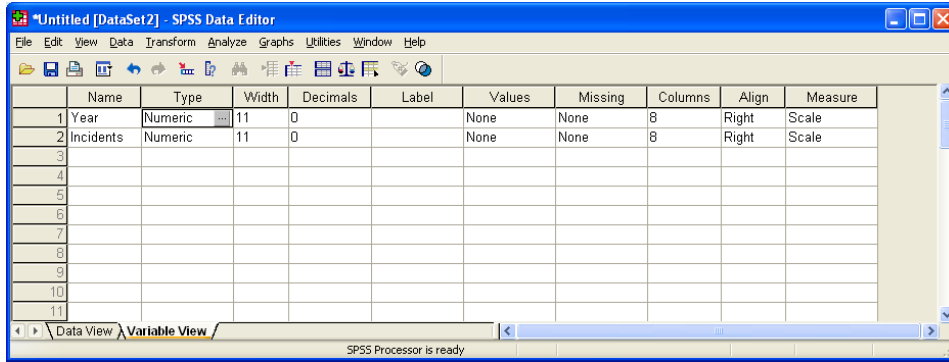 *Untitled [DataSet2] - SPSS Data Editor
File Edit View Data Transform Analyze Graphs Utilities Window Help
Name Type Width Decimals Label Values Missing Columns Align Measure
1 Year Numeric ... 11 0 None None 8 Right Scale
2 Incidents Numeric 11 0 None None 8 Right Scale
3
4
5
6
7
8
9
10
11
Data View Variable View
SPSS Processor is ready